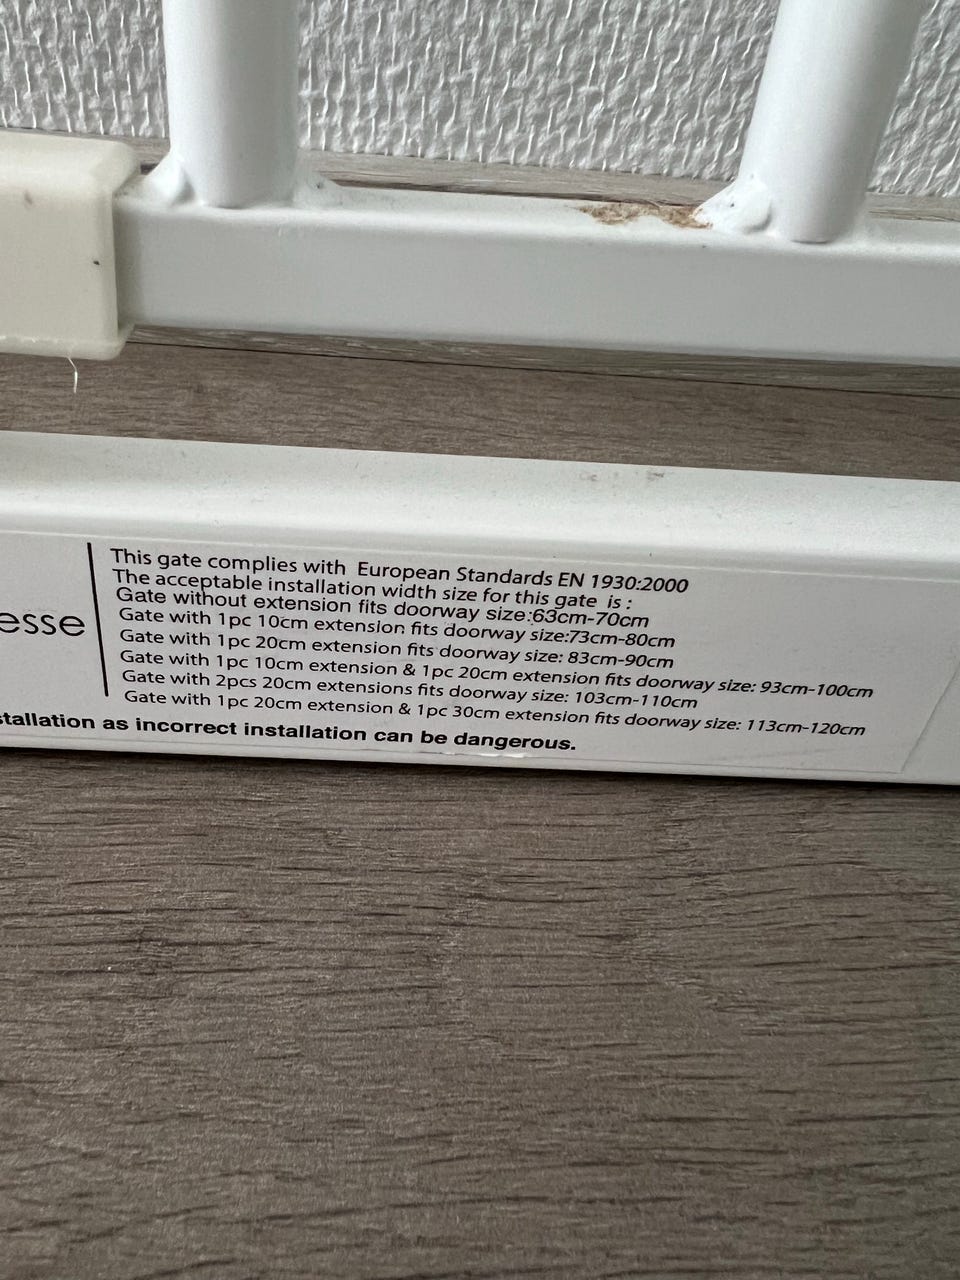 esse
This gate complies with European Standards EN 1930:2000
The acceptable installation width size for this gate is :
Gate without extension fits doorway size:63cm-70cm
Gate with 1pc 10cm extension fits doorway size:73cm-80cm
Gate with 1pc 20cm extension fits doorway size: 83cm-90cm
Gate with 1pc 10cm extension & 1pc 20cm extension fits doorway size: 93cm-100cm
Gate with 2pcs 20cm extensions fits doorway size: 103cm-110cm
Gate with 1pc 20cm extension & 1pc 30cm extension fits doorway size: 113cm-120cm
stallation as incorrect installation can be dangerous.